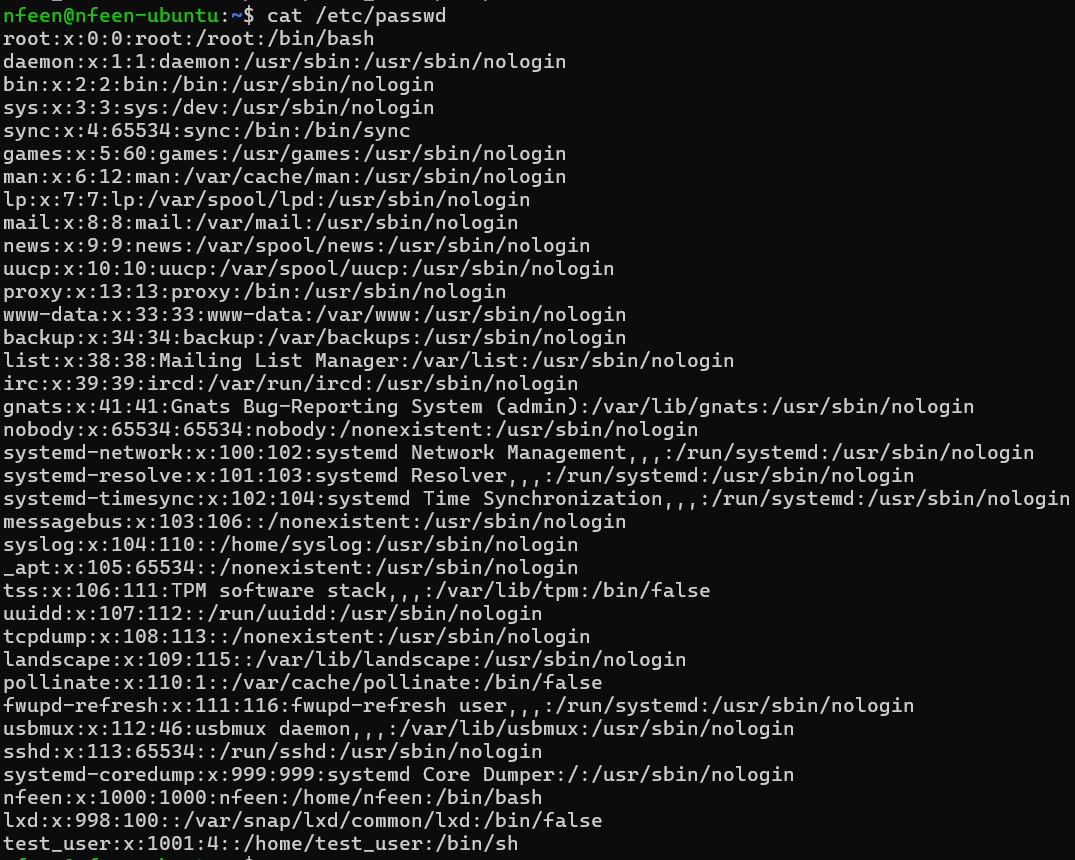 nfeen@nfeen-ubuntu:~$ cat /etc/passwd
root:x:0:0:root:/root:/bin/bash
daemon:x:1:1:daemon:/usr/sbin:/usr/sbin/nologin
bin:x:2:2:bin:/bin:/usr/sbin/nologin
sys:x:3:3:sys:/dev:/usr/sbin/nologin
sync:x:4:65534:sync:/bin:/bin/sync
games:x:5:60:games:/usr/games:/usr/sbin/nologin
man:x:6:12:man:/var/cache/man:/usr/sbin/nologin
lp:x:7:7:lp:/var/spool/lpd:/usr/sbin/nologin
mail:x:8:8:mail:/var/mail:/usr/sbin/nologin
news:x:9:9:news:/var/spool/news:/usr/sbin/nologin
uucp:x:10:10:uucp:/var/spool/uucp:/usr/sbin/nologin
proxy:x:13:13:proxy:/bin:/usr/sbin/nologin
www-data:x:33:33:www-data:/var/www:/usr/sbin/nologin
backup:x:34:34:backup:/var/backups:/usr/sbin/nologin
list:x:38:38:Mailing List Manager:/var/list:/usr/sbin/nologin
irc:x:39:39:ircd:/var/run/ircd:/usr/sbin/nologin
gnats:x:41:41:Gnats Bug-Reporting System (admin):/var/lib/gnats:/usr/sbin/nologin
nobody:x:65534:65534:nobody:/nonexistent:/usr/sbin/nologin
systemd-network:x:100:102:systemd Network Management,,,:/run/systemd:/usr/sbin/nologin
systemd-resolve:x:101:103:systemd Resolver,,,:/run/systemd:/usr/sbin/nologin
systemd-timesync:x:102:104:systemd Time Synchronization,,,:/run/systemd:/usr/sbin/nologin
messagebus:x:103:106::/nonexistent:/usr/sbin/nologin
syslog:x:104:110::/home/syslog:/usr/sbin/nologin
_apt:x:105:65534::/nonexistent:/usr/sbin/nologin
tss:x:106:111:TPM software stack,,,:/var/lib/tpm:/bin/false
uuidd:x:107:112::/run/uuidd:/usr/sbin/nologin
tcpdump:x:108:113::/nonexistent:/usr/sbin/nologin
landscape:x:109:115::/var/lib/landscape:/usr/sbin/nologin
pollinate:x:110:1::/var/cache/pollinate:/bin/false
fwupd-refresh:x:111:116:fwupd-refresh user,,,:/run/systemd:/usr/sbin/nologin
usbmux:x:112:46:usbmux daemon,,,:/var/lib/usbmux:/usr/sbin/nologin
sshd:x:113:65534::/run/sshd:/usr/sbin/nologin
systemd-coredump:x:999:999:systemd Core Dumper:/:/usr/sbin/nologin
nfeen:x:1000:1000:nfeen:/home/nfeen:/bin/bash
lxd:x:998:100::/var/snap/lxd/common/lxd:/bin/false
test_user:x:1001:4::/home/test_user:/bin/sh